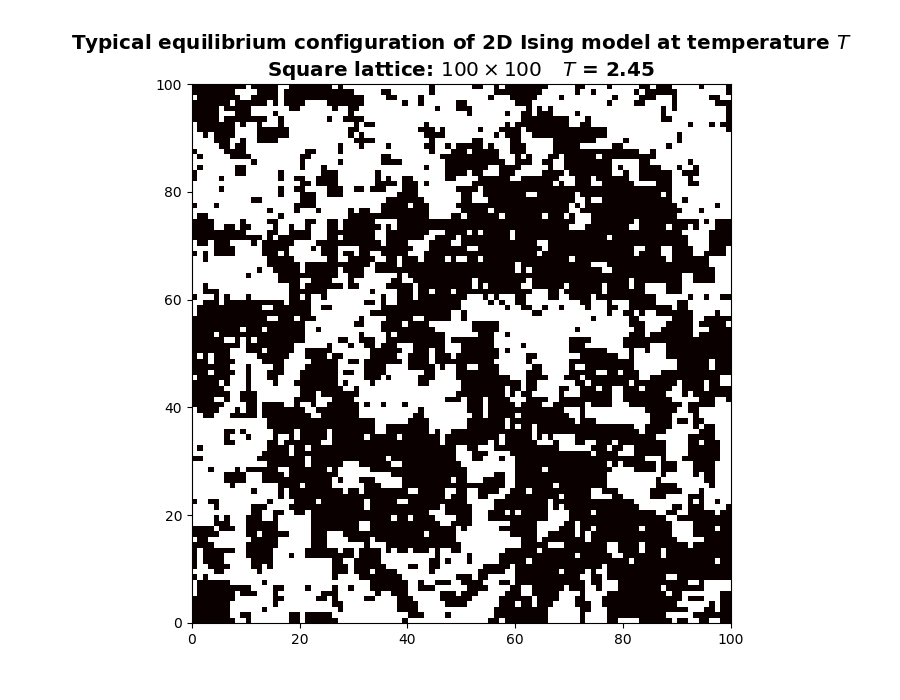 Typical equilibrium configuration of 2D Ising model at temperature T
Square lattice: 100 × 100 T = 2.45
100
80
60
40
20
0
0 20 40 60 80 100